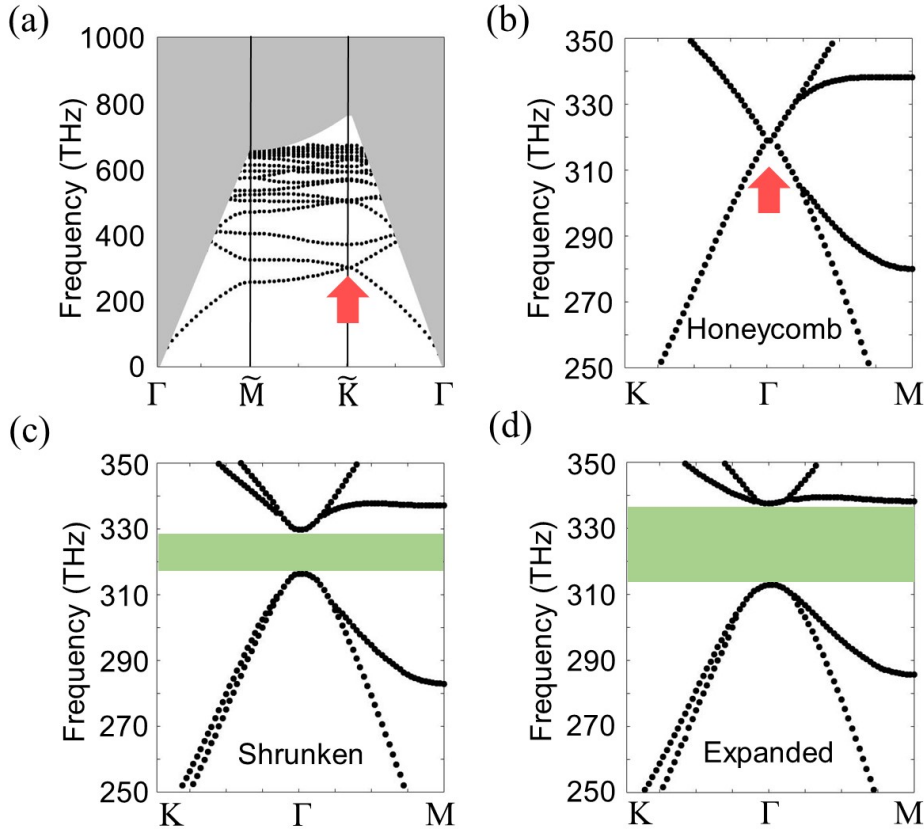 (a)
1000
800
600
400
200
0
Frequency (THz)
Γ M̃ K̃ Γ
(b)
350
330
310
290
270
250
Frequency (THz)
Honeycomb
K Γ M
(c)
350
330
310
290
270
250
Frequency (THz)
Shrunken
K Γ M
(d)
350
330
310
290
270
250
Frequency (THz)
Expanded
K Γ M